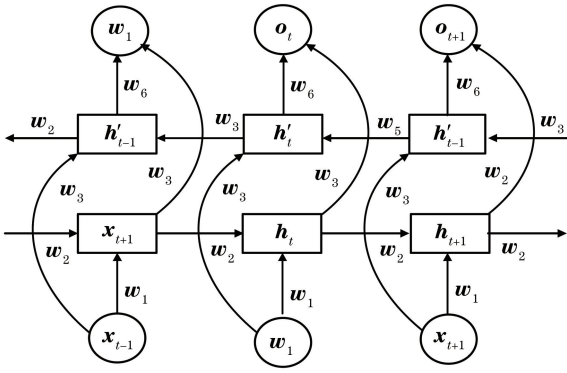 w₁ oₜ oₜ₊₁
w₆ w₆ w₆
w₂ w₃ w₅ w₃
h′ₜ₋₁ h′ₜ h′ₜ₋₁
w₃ w₃ w₃ w₃ w₃ w₂
xₜ₊₁ hₜ hₜ₊₁
w₂ w₂ w₂ w₂
w₁ w₁ w₁
xₜ₋₁ w₁ xₜ₊₁